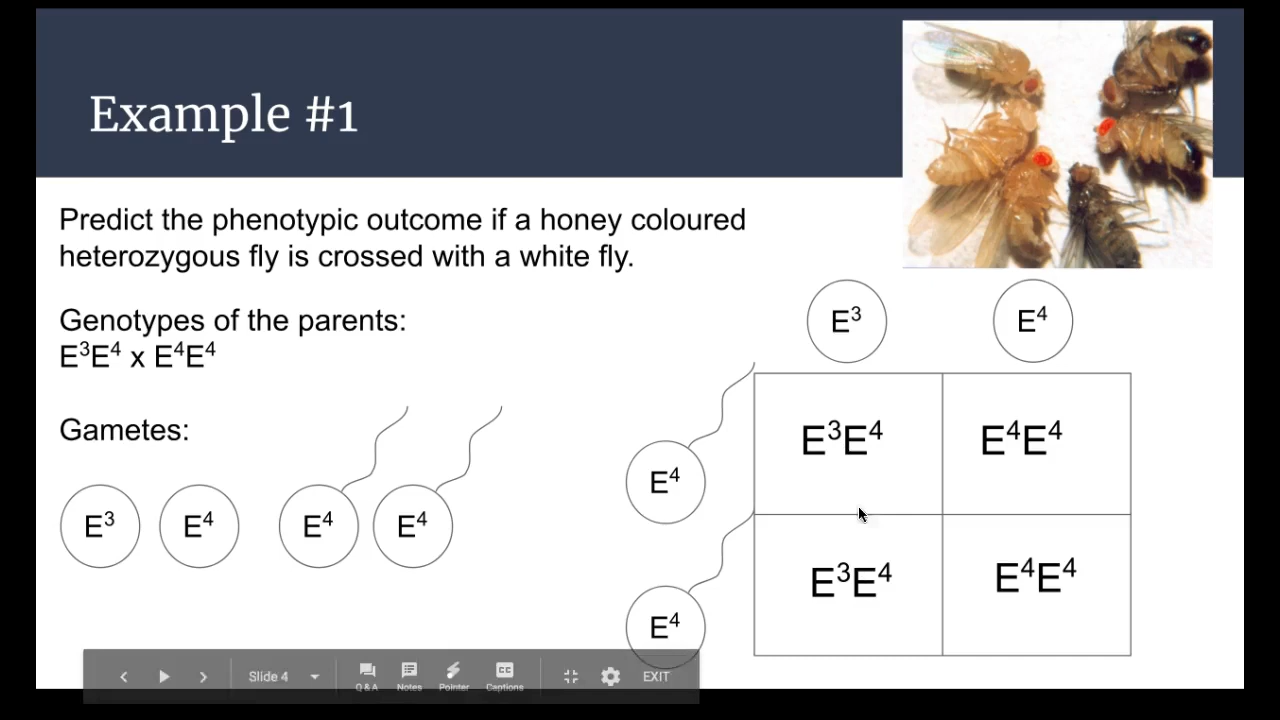 Example #1
Predict the phenotypic outcome if a honey coloured
heterozygous fly is crossed with a white fly.
Genotypes of the parents:
E³E⁴ x E⁴E⁴
Gametes:
E³ E⁴ E⁴ E⁴
E³ E⁴
E⁴ E³E⁴ E⁴E⁴
E⁴ E³E⁴ E⁴E⁴
Slide 4
Q & A Notes Pointer Captions EXIT